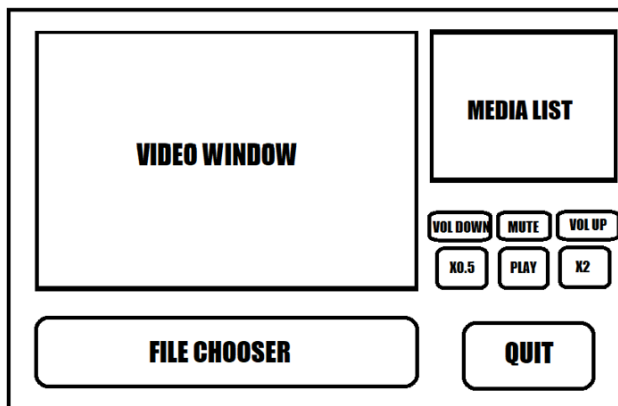 VIDEO WINDOW
MEDIA LIST
VOL DOWN MUTE VOL UP
X0.5 PLAY X2
FILE CHOOSER
QUIT